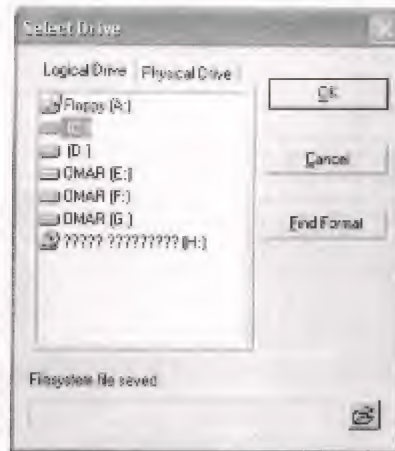 Select Drive
Logical Drive Physical Drive
Floppy (A:)
(D:)
OMAR (E:)
OMAR (F:)
OMAR (G:)
????? ????????? (H:)
OK
Cancel
Find Format
Filesystem file saved